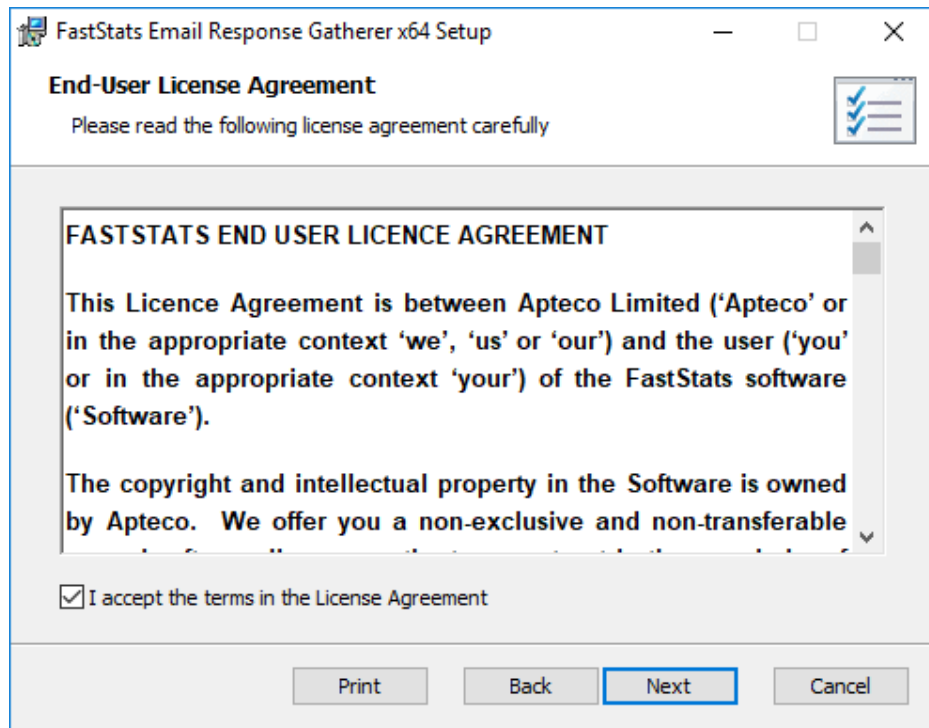 FastStats Email Response Gatherer x64 Setup
End-User License Agreement
Please read the following license agreement carefully
FASTSTATS END USER LICENCE AGREEMENT
This Licence Agreement is between Apteco Limited (‘Apteco’ or
in the appropriate context ‘we’, ‘us’ or ‘our’) and the user (‘you’
or in the appropriate context ‘your’) of the FastStats software
(‘Software’).
The copyright and intellectual property in the Software is owned
by Apteco.  We offer you a non-exclusive and non-transferable
I accept the terms in the License Agreement
Print
Back
Next
Cancel